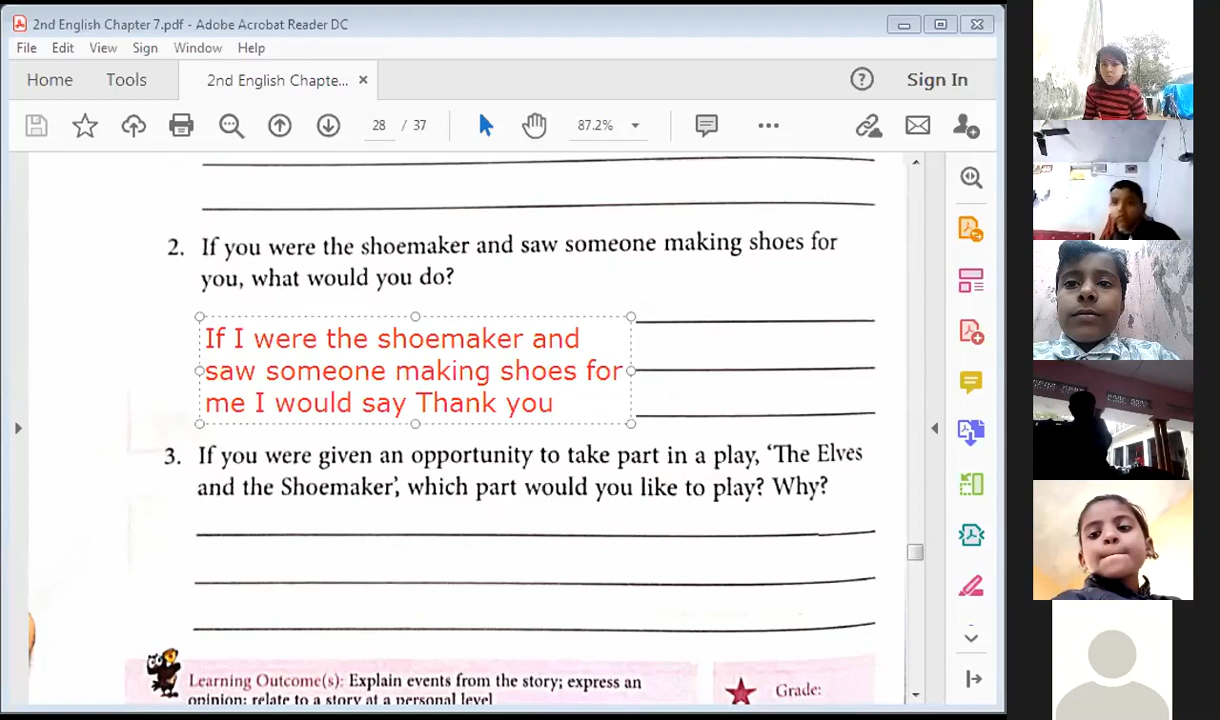 2nd English Chapter 7.pdf - Adobe Acrobat Reader DC
File Edit View Sign Window Help
Home Tools 2nd English Chapte... × Sign In
28 / 37 87.2%
2. If you were the shoemaker and saw someone making shoes for
you, what would you do?
If I were the shoemaker and
saw someone making shoes for
me I would say Thank you
3. If you were given an opportunity to take part in a play, ‘The Elves
and the Shoemaker’, which part would you like to play? Why?
Learning Outcome(s): Explain events from the story; express an
opinion; relate to a story at a personal level
Grade: